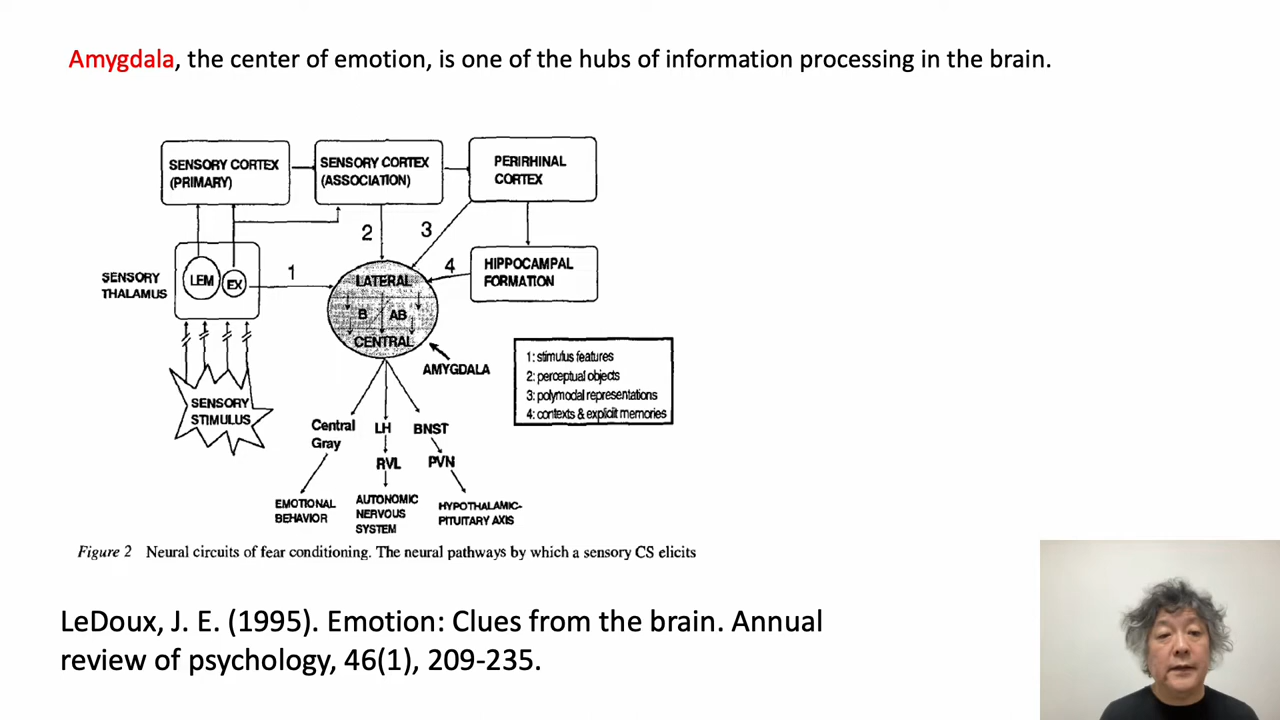 Amygdala, the center of emotion, is one of the hubs of information processing in the brain.
SENSORY CORTEX
(PRIMARY)
SENSORY CORTEX
(ASSOCIATION)
PERIRHINAL
CORTEX
2
3
SENSORY
THALAMUS
LEM
EX
1
4
HIPPOCAMPAL
FORMATION
LATERAL
B
AB
CENTRAL
AMYGDALA
1: stimulus features
2: perceptual objects
3: polymodal representations
4: contexts & explicit memories
SENSORY
STIMULUS
Central
Gray
LH
BNST
RVL
PVN
EMOTIONAL
BEHAVIOR
AUTONOMIC
NERVOUS
SYSTEM
HYPOTHALAMIC-
PITUITARY AXIS
Figure 2 Neural circuits of fear conditioning. The neural pathways by which a sensory CS elicits
LeDoux, J. E. (1995). Emotion: Clues from the brain. Annual
review of psychology, 46(1), 209-235.